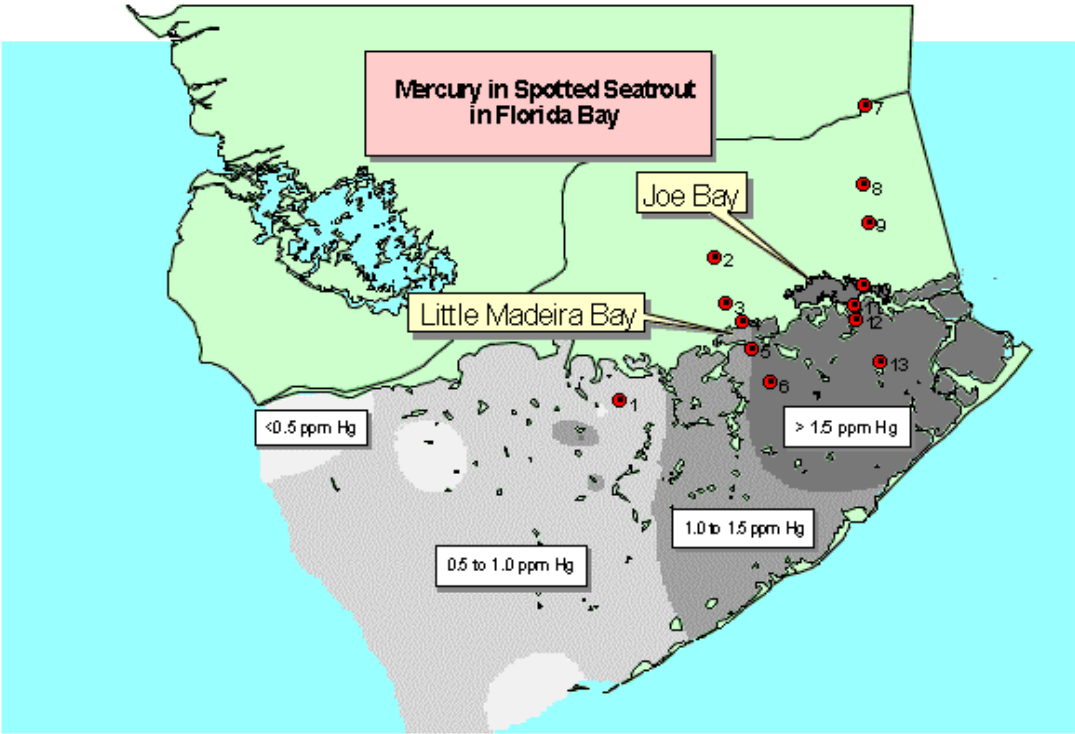 Mercury in Spotted Seatrout
in Florida Bay
7
Joe Bay
8
9
2
Little Madeira Bay
3
4
11
12
5
13
6
1
<0.5 ppm Hg
> 1.5 ppm Hg
1.0 to 1.5 ppm Hg
0.5 to 1.0 ppm Hg